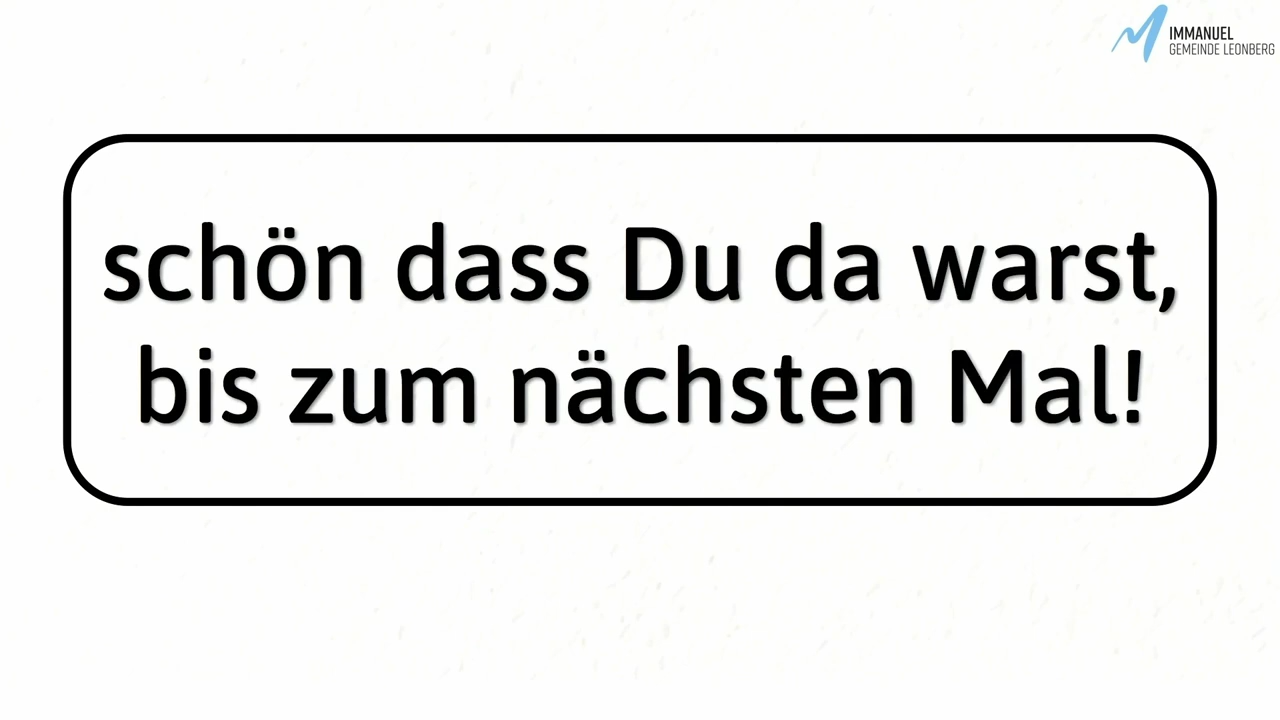 IMMANUEL
GEMEINDE LEONBERG
schön dass Du da warst,
bis zum nächsten Mal!